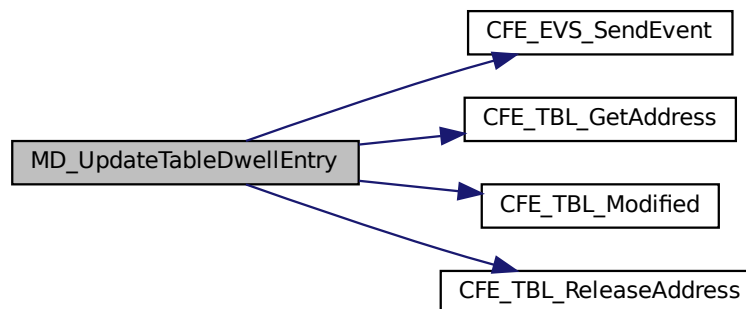 CFE_EVS_SendEvent
CFE_TBL_GetAddress
MD_UpdateTableDwellEntry
CFE_TBL_Modified
CFE_TBL_ReleaseAddress